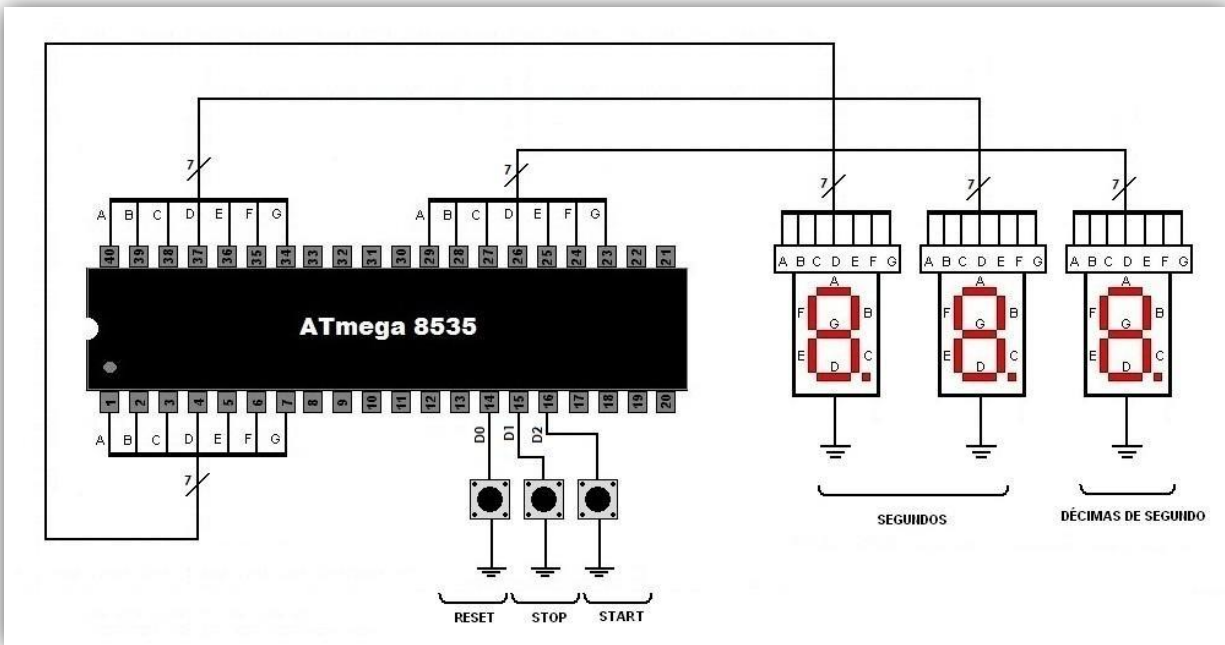 7
7
7
7
7
A B C D E F G
A B C D E F G
40 39 38 37 36 35 34 33 32 31 30 29 28 27 26 25 24 23 22 21
A B C D E F G
A B C D E F G
A B C D E F G
A
A
A
ATmega 8535
F B
F B
F B
G
G
G
E C
E C
E C
D
D
D
1 2 3 4 5 6 7 8 9 10 11 12 13 14 15 16 17 18 19 20
A B C D E F G
D0 D1 D2
7
SEGUNDOS
DÉCIMAS DE SEGUNDO
RESET STOP START